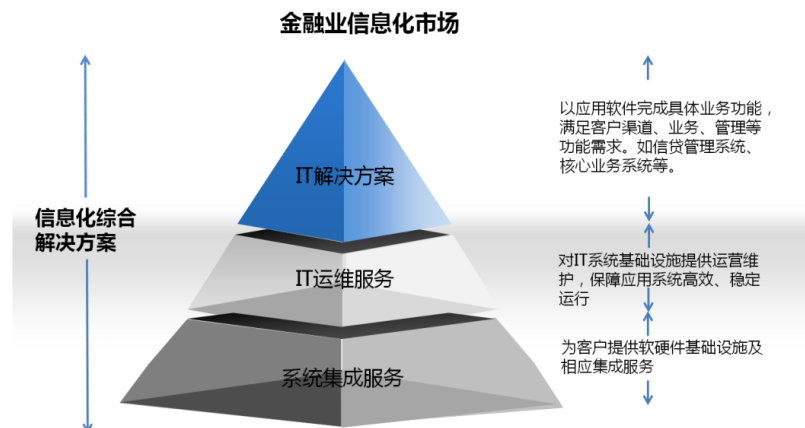 金融业信息化市场
信息化综合
解决方案
IT解决方案
IT运维服务
系统集成服务
以应用软件完成具体业务功能，
满足客户渠道、业务、管理等
功能需求。如信贷管理系统、
核心业务系统等。
对IT系统基础设施提供运营维
护，保障应用系统高效、稳定
运行
为客户提供软硬件基础设施及
相应集成服务